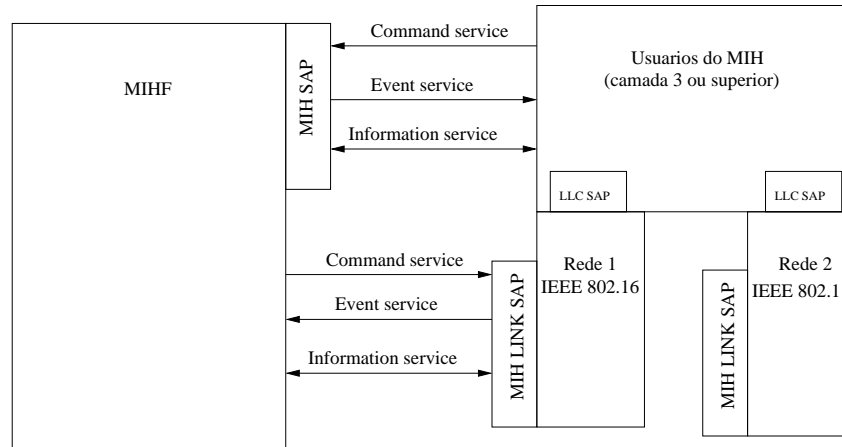 MIHF
MIH SAP
Command service
Event service
Information service
Usuarios do MIH
(camada 3 ou superior)
LLC SAP
LLC SAP
Command service
Event service
Information service
MIH LINK SAP
Rede 1
IEEE 802.16
MIH LINK SAP
Rede 2
IEEE 802.1